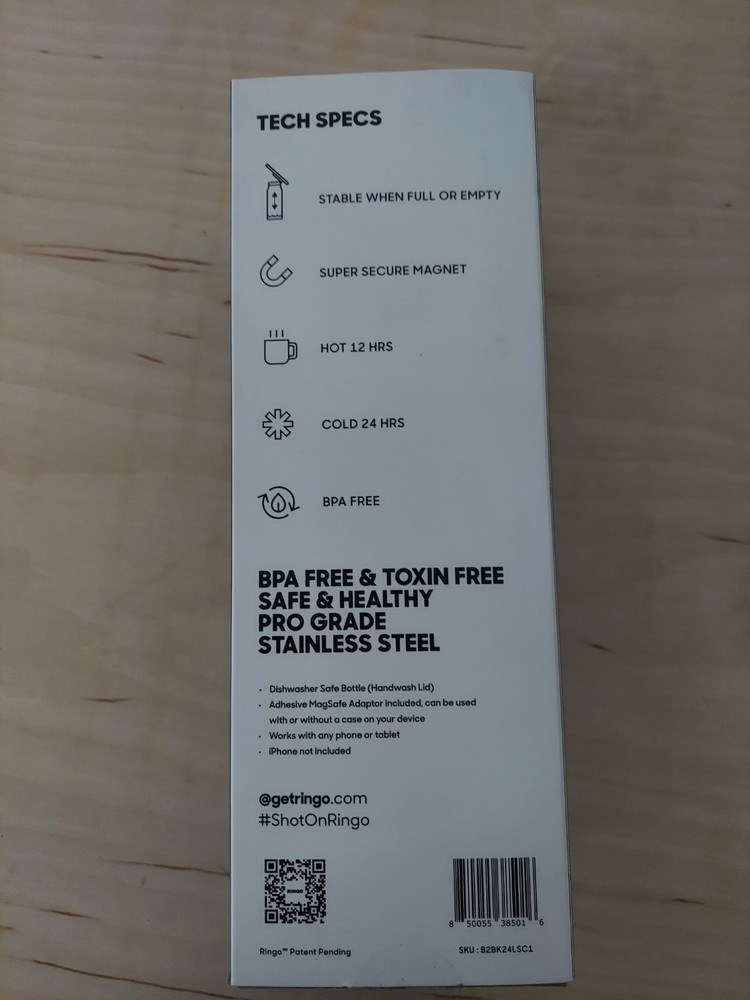 TECH SPECS
STABLE WHEN FULL OR EMPTY
SUPER SECURE MAGNET
HOT 12 HRS
COLD 24 HRS
BPA FREE
BPA FREE & TOXIN FREE
SAFE & HEALTHY
PRO GRADE
STAINLESS STEEL
· Dishwasher Safe Bottle (Handwash Lid)
· Adhesive MagSafe Adaptor included, can be used
with or without a case on your device
· Works with any phone or tablet
· iPhone not included
@getringo.com
#ShotOnRingo
RINGO
8 50055 38501 6
Ringo™ Patent Pending
SKU : B2BK24LSC1